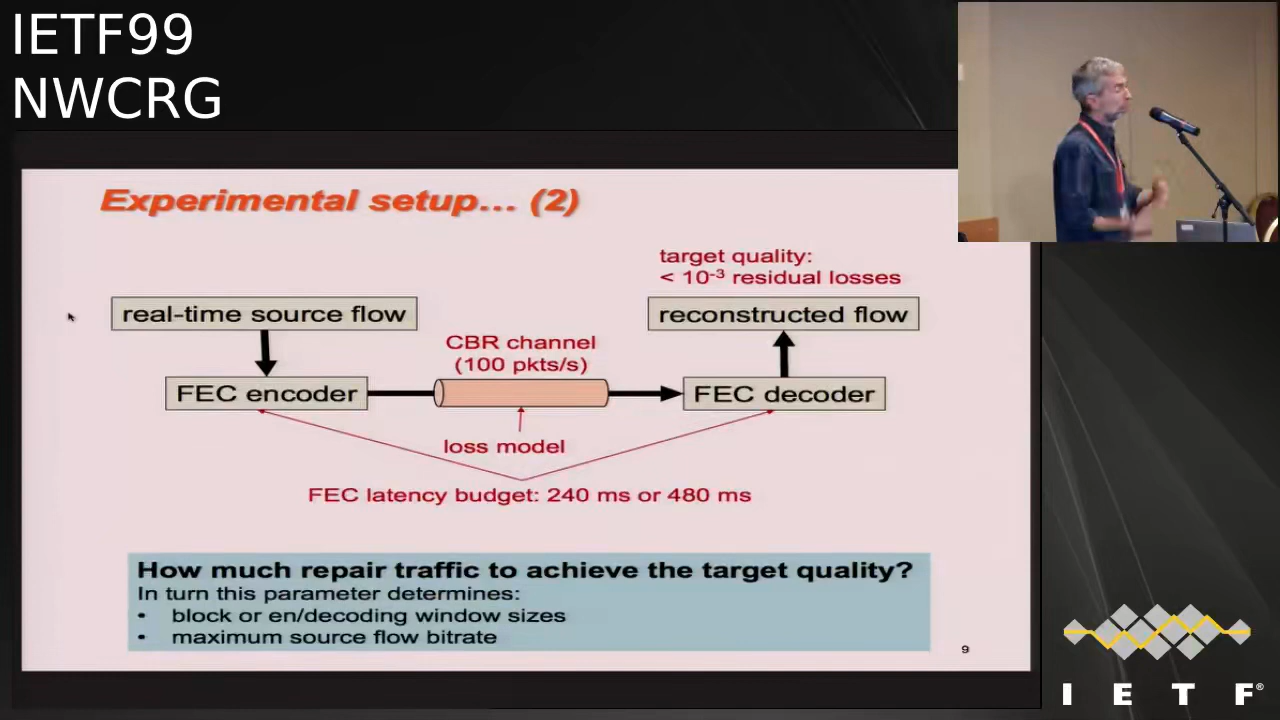 IETF99
NWCRG
Experimental setup... (2)
target quality:
< 10⁻³ residual losses
real-time source flow
reconstructed flow
CBR channel
(100 pkts/s)
FEC encoder
FEC decoder
loss model
FEC latency budget: 240 ms or 480 ms
How much repair traffic to achieve the target quality?
In turn this parameter determines:
• block or en/decoding window sizes
• maximum source flow bitrate
9
I E T F®